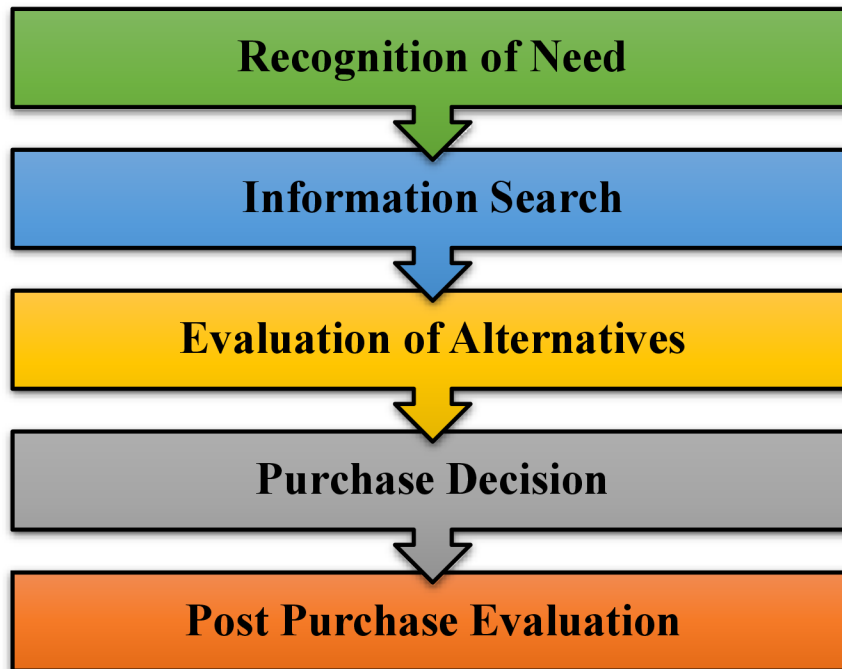 Recognition of Need
Information Search
Evaluation of Alternatives
Purchase Decision
Post Purchase Evaluation